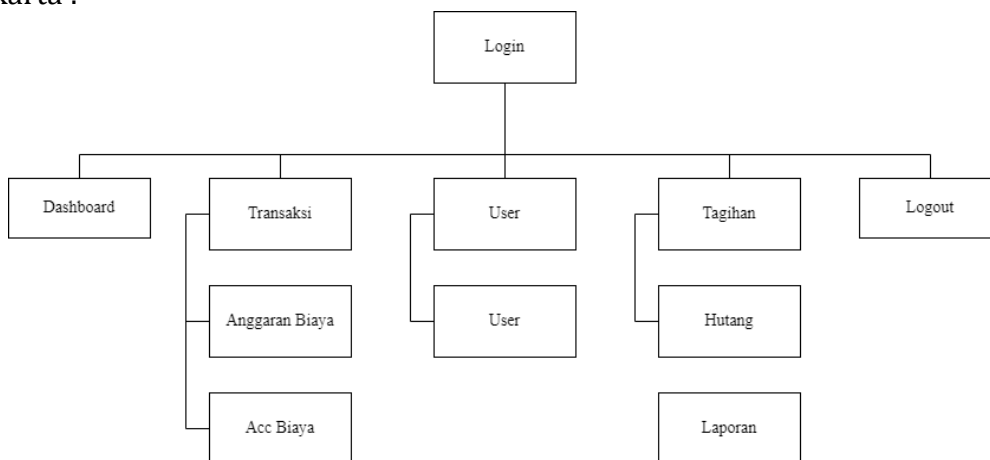 Login
Dashboard
Transaksi
User
Tagihan
Logout
Anggaran Biaya
User
Hutang
Acc Biaya
Laporan